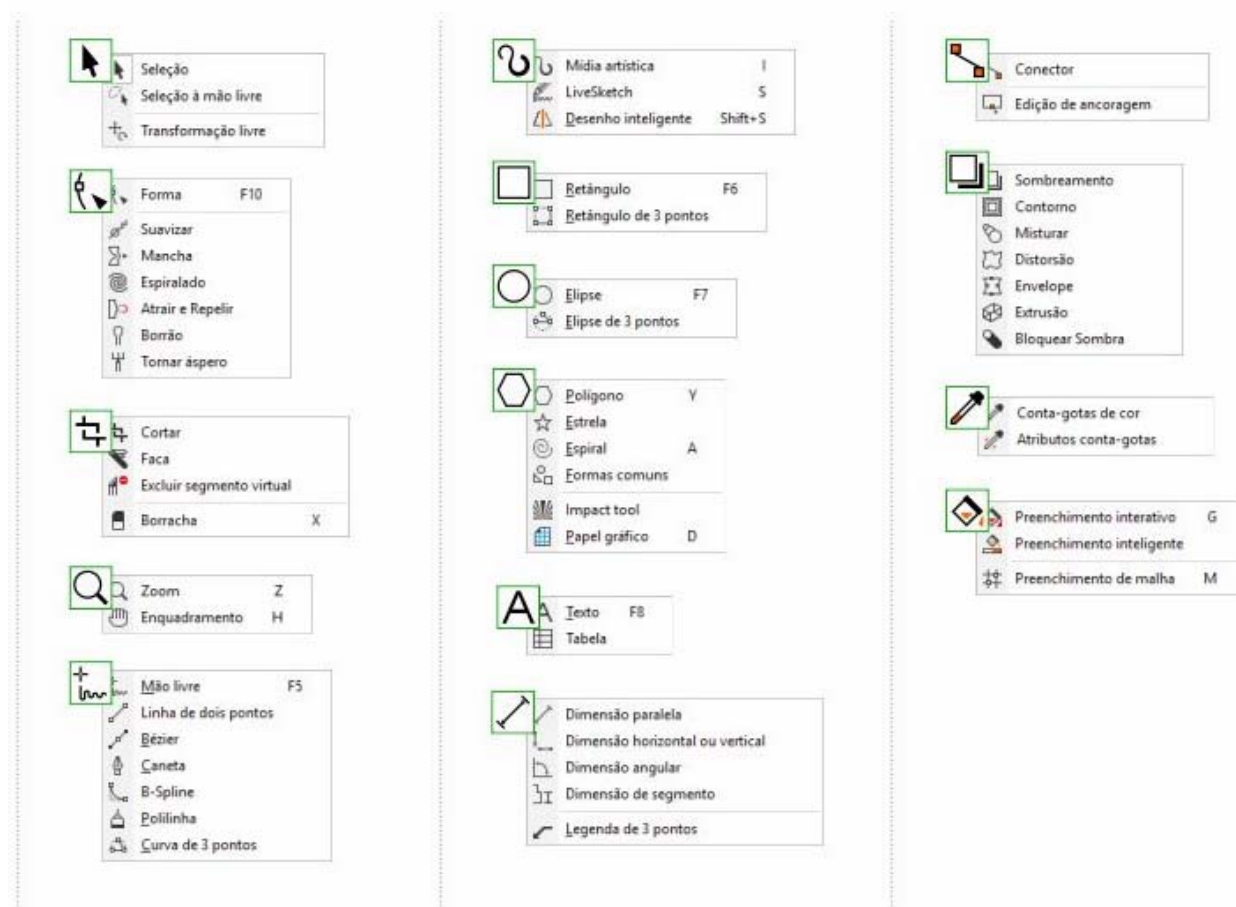 Seleção
Seleção à mão livre
Transformação livre
Forma F10
Suavizar
Mancha
Espiralado
Atrair e Repelir
Borrão
Tornar áspero
Cortar
Faca
Excluir segmento virtual
Borracha X
Zoom Z
Enquadramento H
Mão livre F5
Linha de dois pontos
Bézier
Caneta
B-Spline
Polilinha
Curva de 3 pontos
Mídia artística I
LiveSketch S
Desenho inteligente Shift+S
Retângulo F6
Retângulo de 3 pontos
Elipse F7
Elipse de 3 pontos
Polígono Y
Estrela
Espiral A
Formas comuns
Impact tool
Papel gráfico D
A Texto F8
Tabela
Dimensão paralela
Dimensão horizontal ou vertical
Dimensão angular
Dimensão de segmento
Legenda de 3 pontos
Conector
Edição de ancoragem
Sombreamento
Contorno
Misturar
Distorsão
Envelope
Extrusão
Bloquear Sombra
Conta-gotas de cor
Atributos conta-gotas
Preenchimento interativo G
Preenchimento inteligente
Preenchimento de malha M